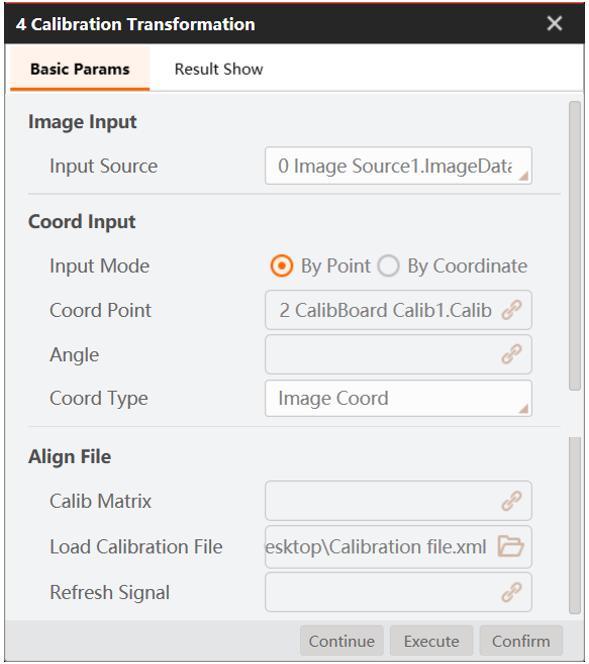 4 Calibration Transformation
Basic Params Result Show
Image Input
Input Source 0 Image Source1.ImageData
Coord Input
Input Mode By Point By Coordinate
Coord Point 2 CalibBoard Calib1.Calib
Angle
Coord Type Image Coord
Align File
Calib Matrix
Load Calibration File esktop\Calibration file.xml
Refresh Signal
Continue Execute Confirm